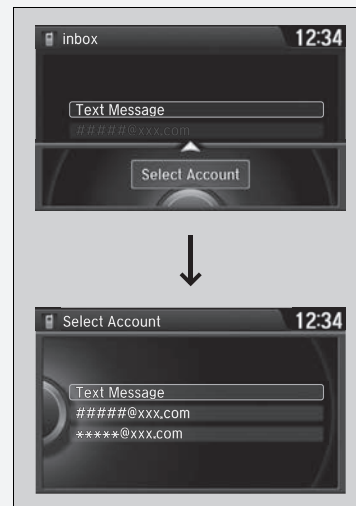 inbox 12:34
Text Message
#####@xxx.com
Select Account
Select Account 12:34
Text Message
#####@xxx.com
*****@xxx.com